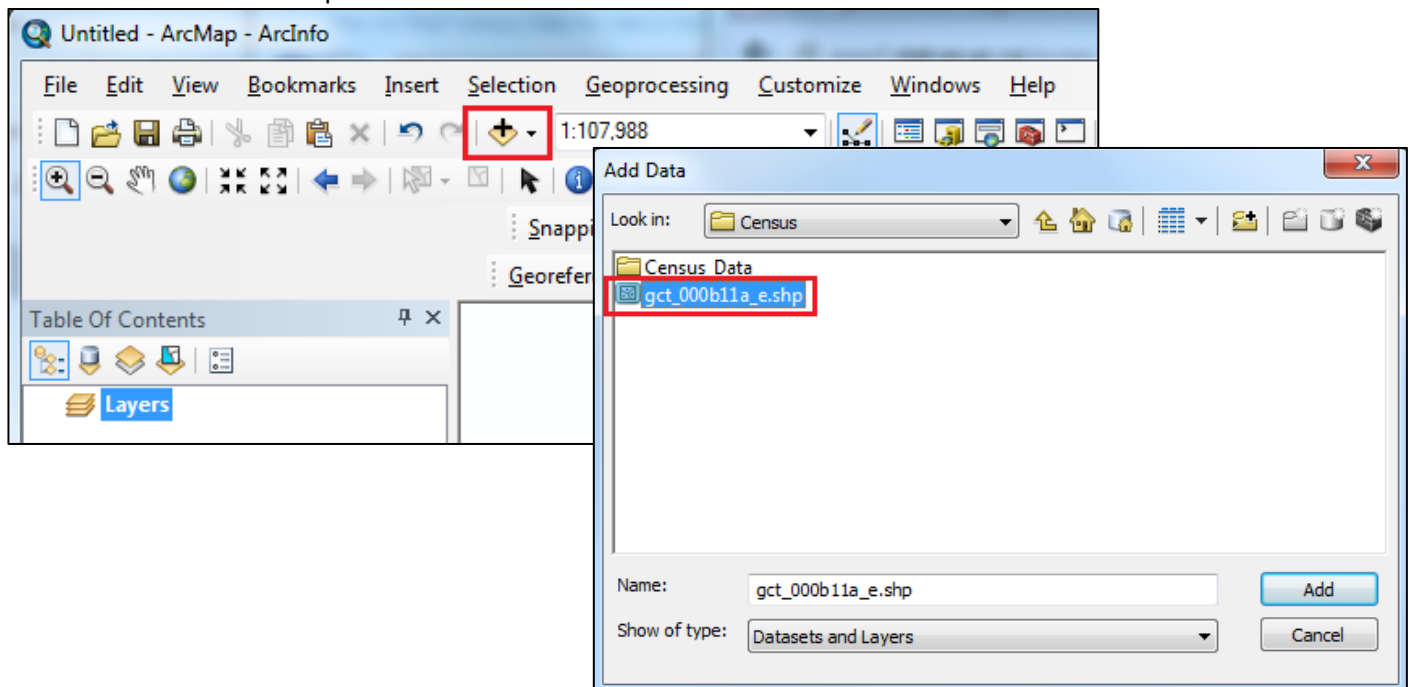 Untitled - ArcMap - ArcInfo
File Edit View Bookmarks Insert Selection Geoprocessing Customize Windows Help
1:107,988
Add Data
Look in: Census
Snappi
Georefer
Census_Data
gct_000b11a_e.shp
Table Of Contents
Layers
Name: gct_000b11a_e.shp Add
Show of type: Datasets and Layers Cancel